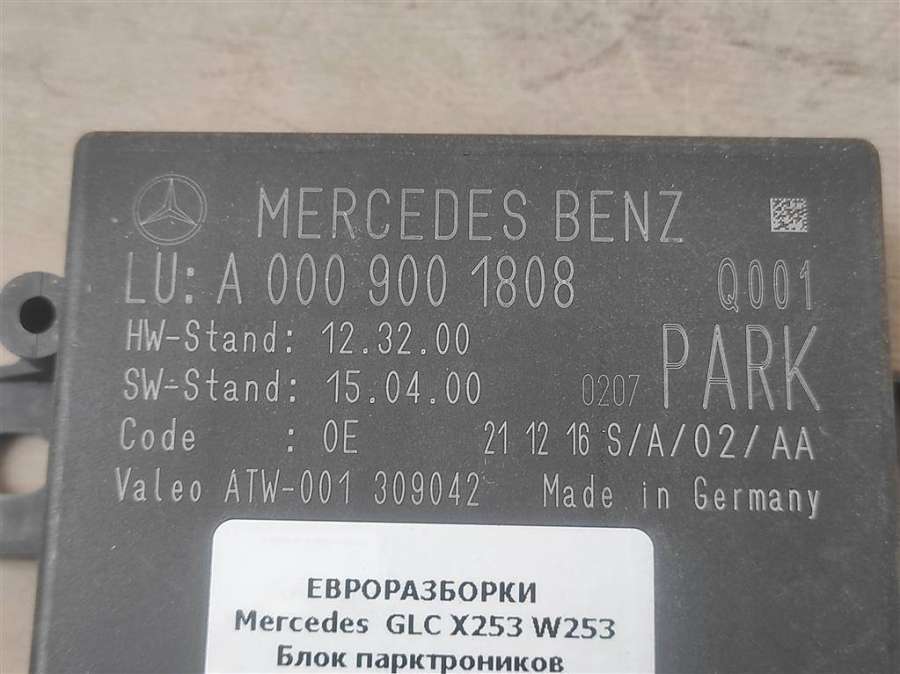 MERCEDES BENZ
LU: A 000 900 1808 Q001
HW-Stand: 12.32.00
SW-Stand: 15.04.00 0207 PARK
Code : 0E 21 12 16 S/A/02/AA
Valeo ATW-001 309042 Made in Germany
ЕВРОРАЗБОРКИ
Mercedes GLC X253 W253
Блок парктроников